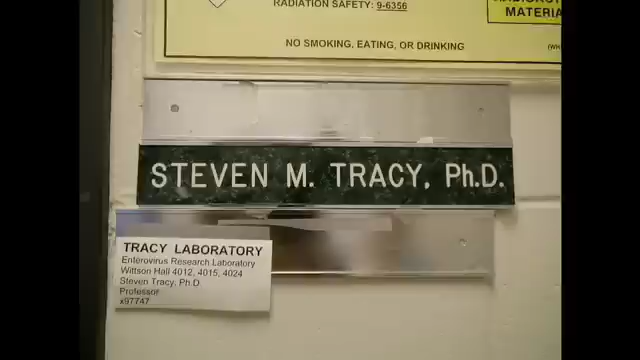 RADIATION SAFETY: 9-6356
MATERIA
NO SMOKING, EATING, OR DRINKING
(WH
STEVEN M. TRACY, Ph.D.
TRACY LABORATORY
Enterovirus Research Laboratory
Wittson Hall 4012, 4015, 4024
Steven Tracy, Ph.D
Professor
x97747